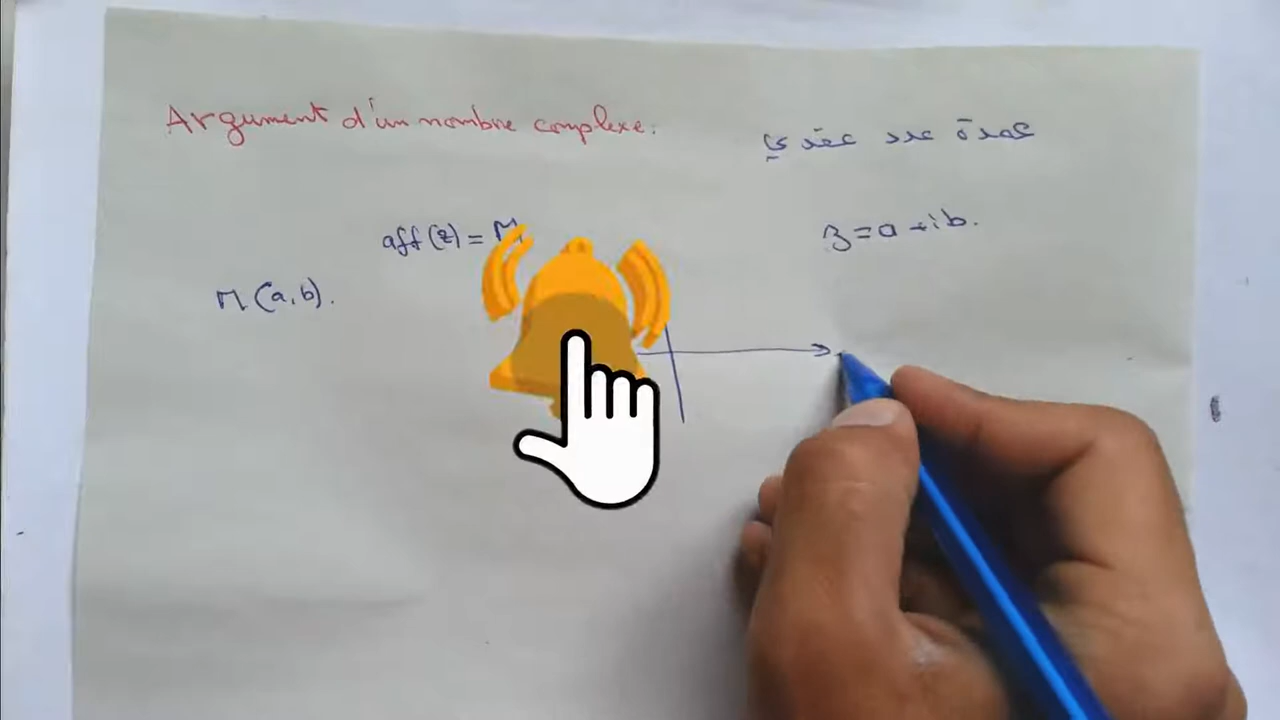 Argument d'un nombre complexe.
عمدة عدد عقدي
aff(z) = M
z = a + ib.
M(a,b).